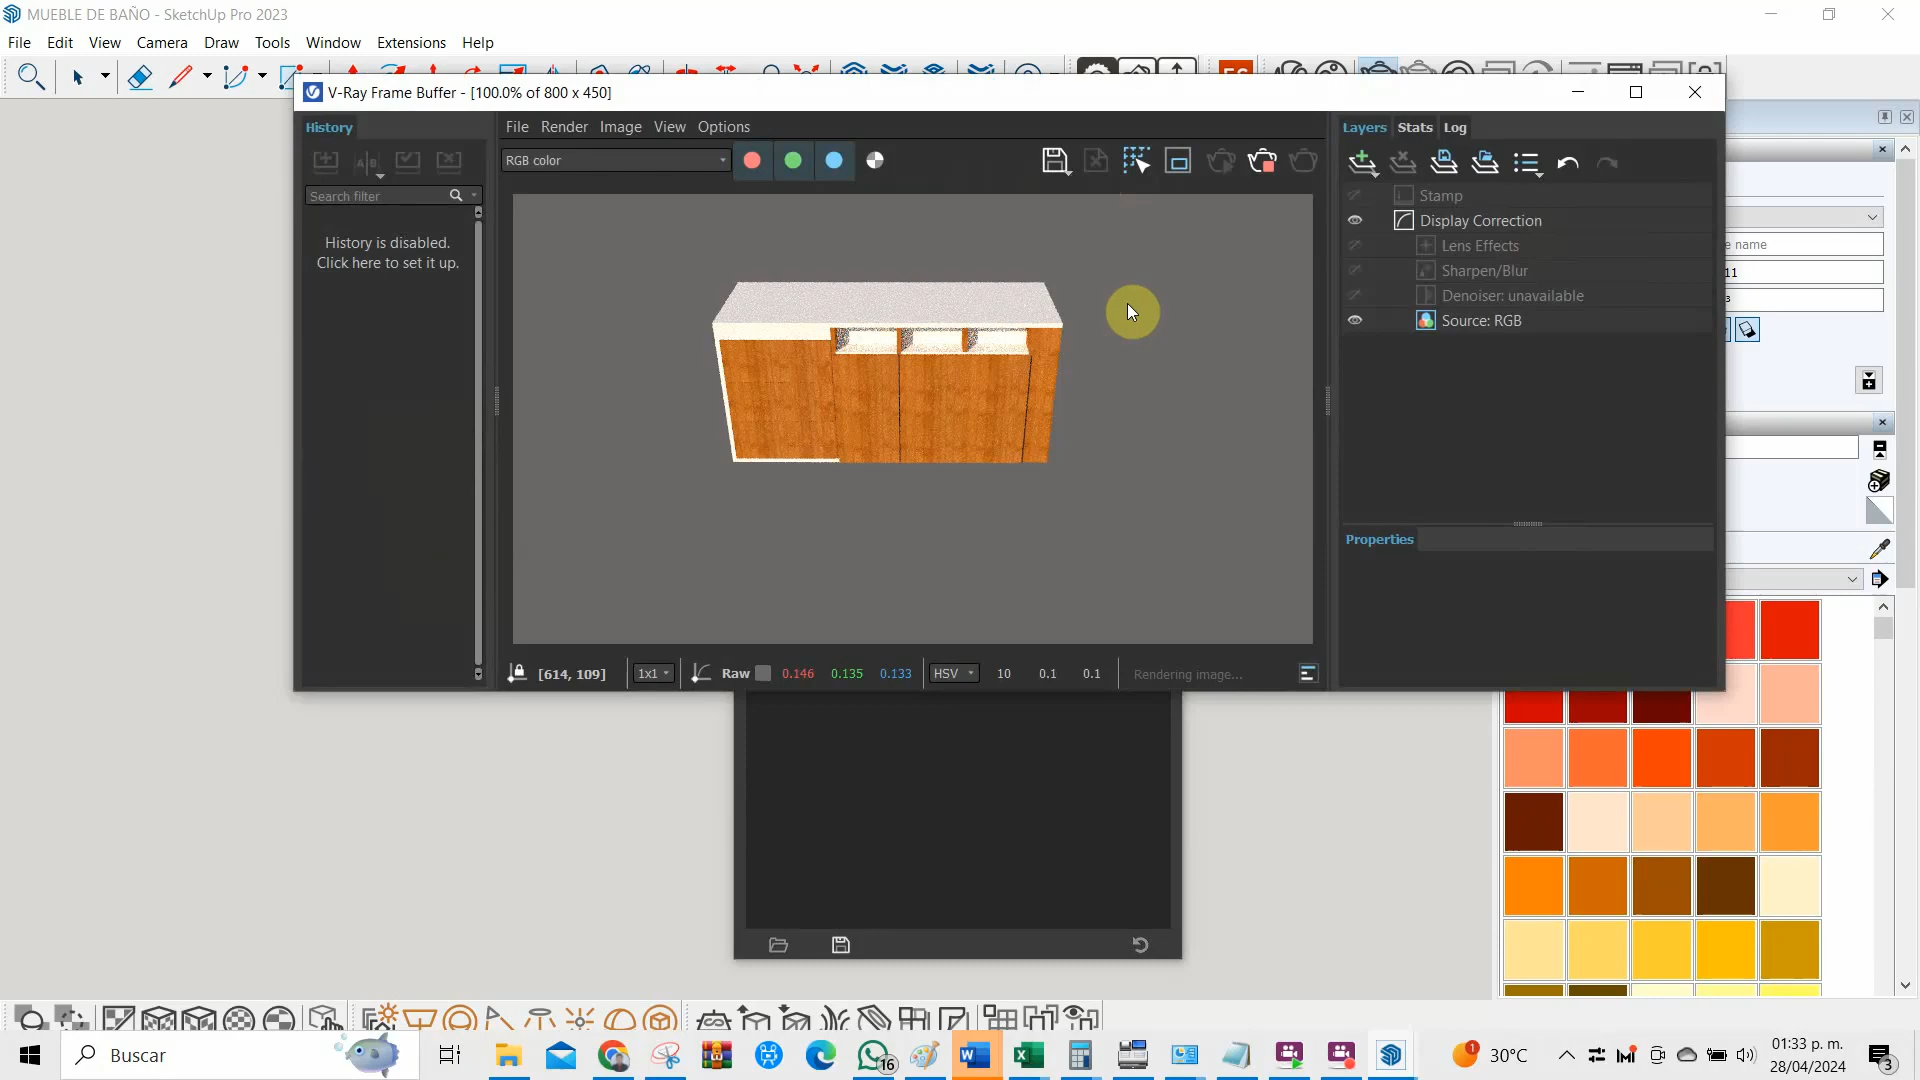 MUEBLE DE BAÑO - SketchUp Pro 2023
File Edit View Camera Draw Tools Window Extensions Help
V-Ray Frame Buffer - [100.0% of 800 x 450]
History
File Render Image View Options
Layers Stats Log
RGB color
Search filter
History is disabled.
Click here to set it up.
Stamp
Display Correction
Lens Effects
Sharpen/Blur
Denoiser: unavailable
Source: RGB
e name
11
Properties
[614, 109]
1x1
Raw
0.146 0.135 0.133
HSV
10 0.1 0.1
Rendering image...
Buscar
16
1
30°C
01:33 p. m.
28/04/2024
3